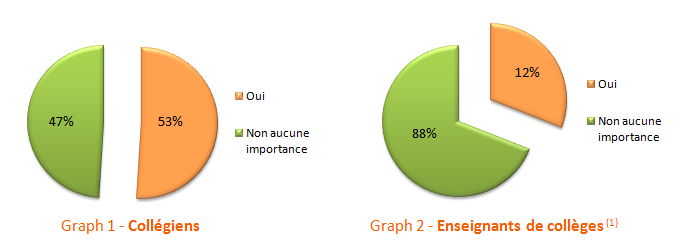 47%
53%
Oui
Non aucune
importance
Graph 1 - Collégiens
12%
88%
Oui
Non aucune
importance
Graph 2 - Enseignants de collèges (1)